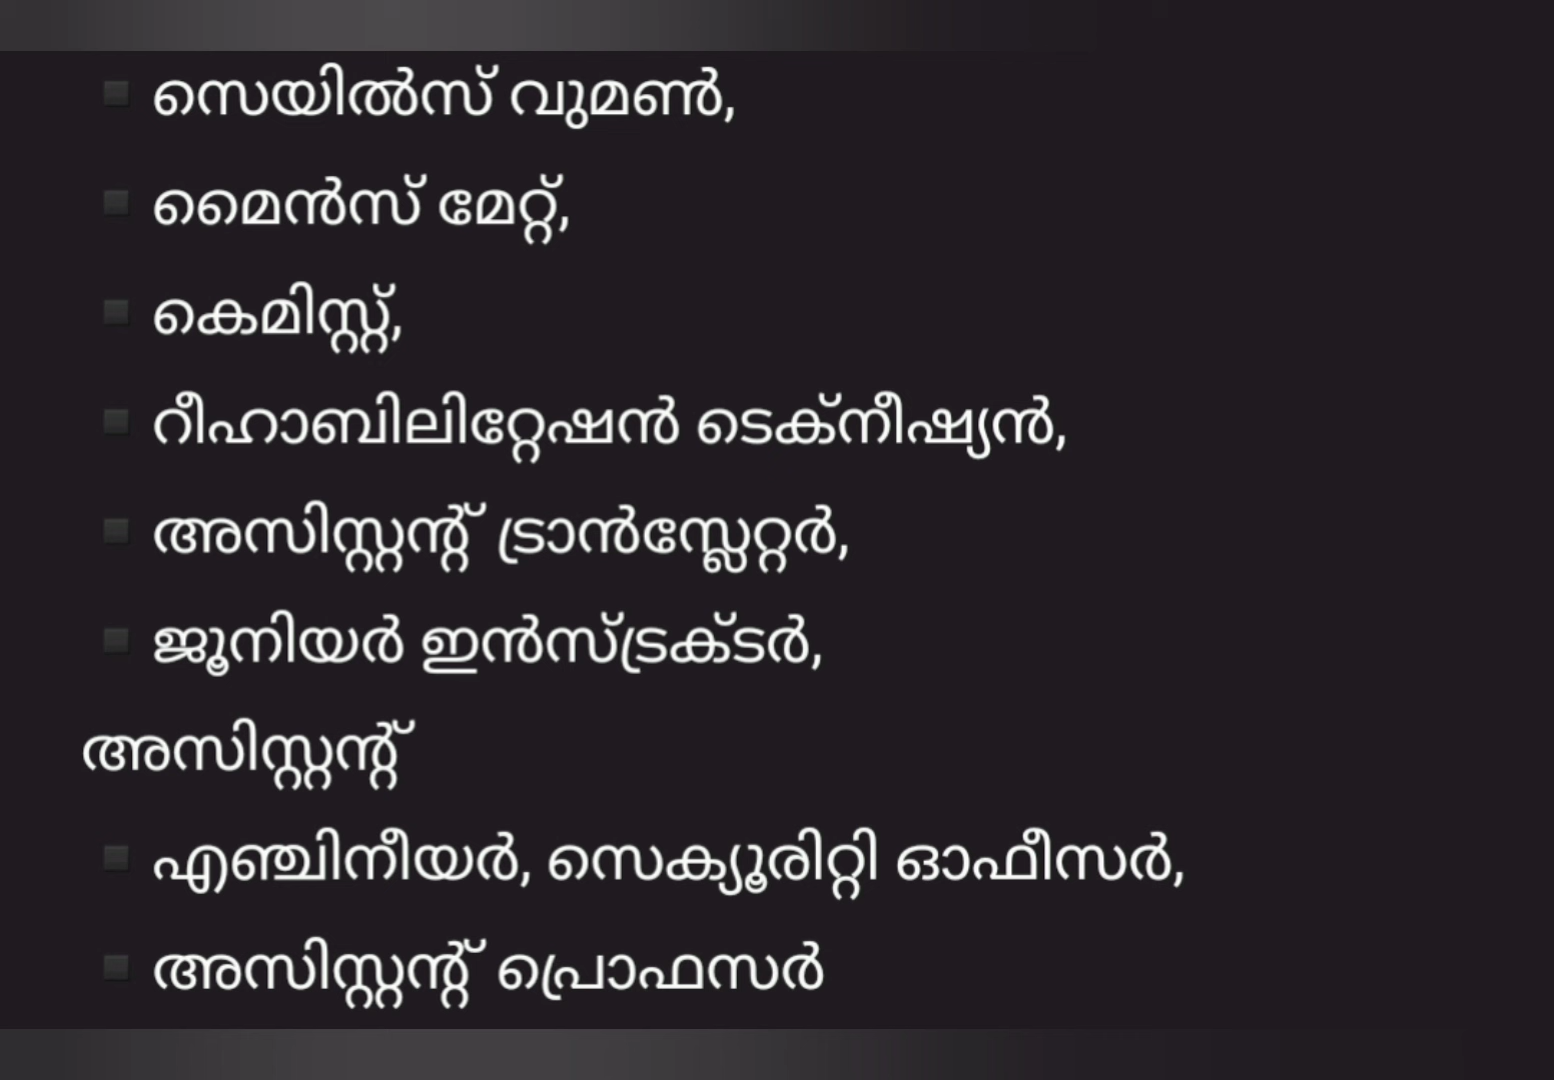 ▪ സെയിൽസ് വുമൺ,
▪ മൈൻസ് മേറ്റ്,
▪ കെമിസ്റ്റ്,
▪ റീഹാബിലിറ്റേഷൻ ടെക്നീഷ്യൻ,
▪ അസിസ്റ്റന്റ് ട്രാൻസ്ലേറ്റർ,
▪ ജൂനിയർ ഇൻസ്ട്രക്ടർ,
അസിസ്റ്റന്റ്
▪ എഞ്ചിനീയർ, സെക്യൂരിറ്റി ഓഫീസർ,
▪ അസിസ്റ്റന്റ് പ്രൊഫസർ